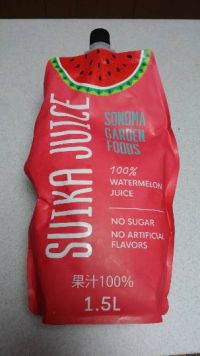 SUIKA JUICE
SONOMA
GARDEN
FOODS
100%
WATERMELON
JUICE
NO SUGAR
NO ARTIFICIAL
FLAVORS
果汁100%
1.5L